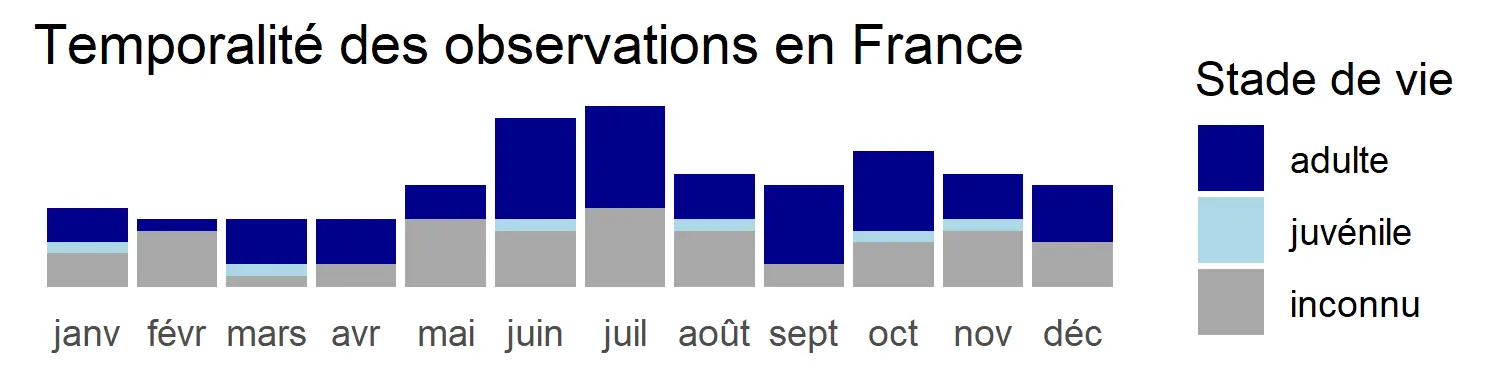 Temporalité des observations en France
Stade de vie
adulte
juvénile
inconnu
janv févr mars avr mai juin juil août sept oct nov déc